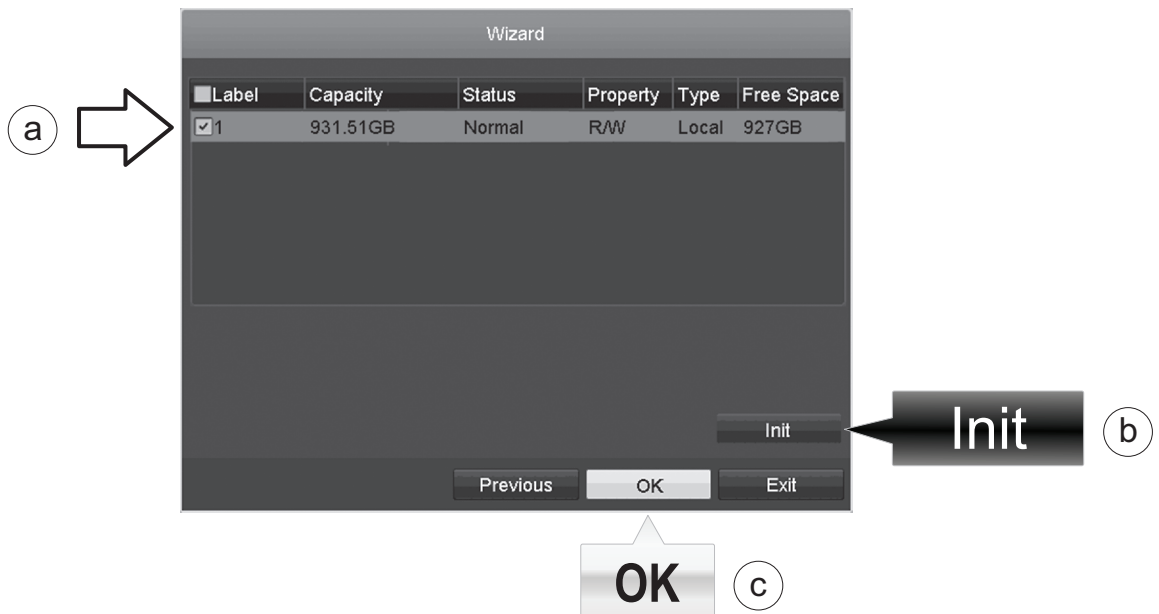 Wizard
Label Capacity Status Property Type Free Space
a
1 931.51GB Normal R/W Local 927GB
Init
Init
b
Previous OK Exit
OK
c